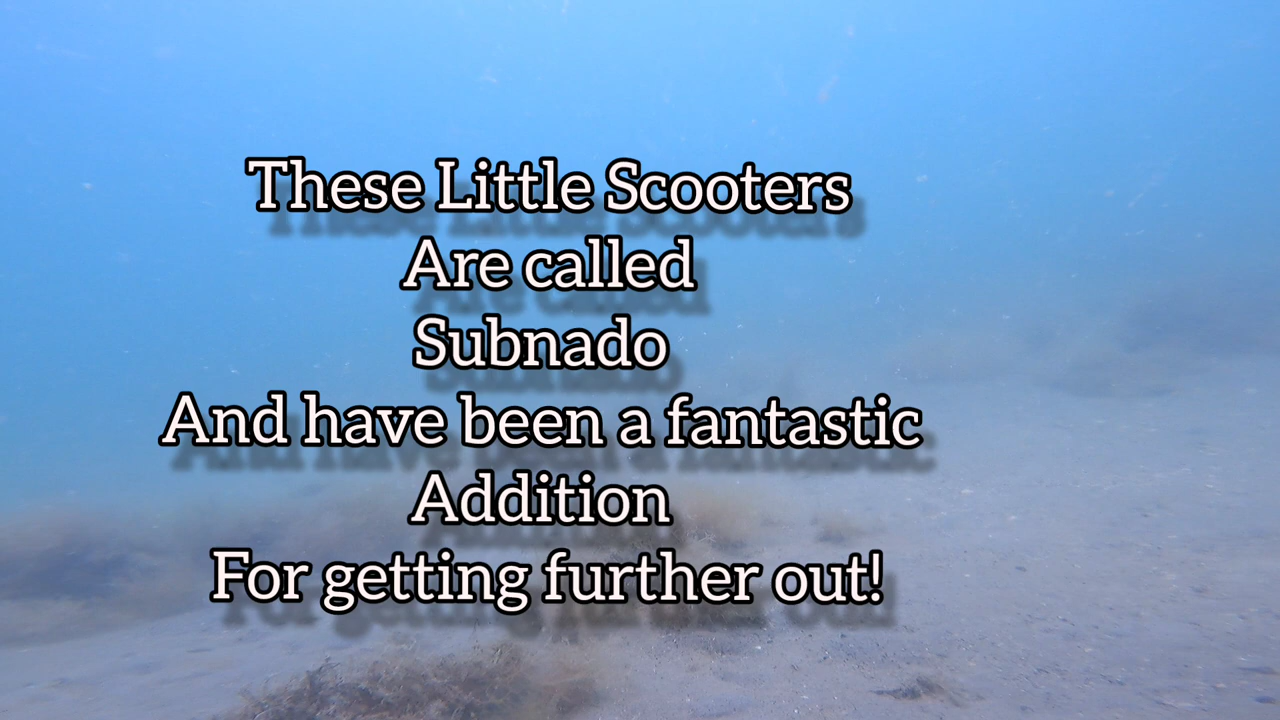 These Little Scooters
Are called
Subnado
And have been a fantastic
Addition
For getting further out!